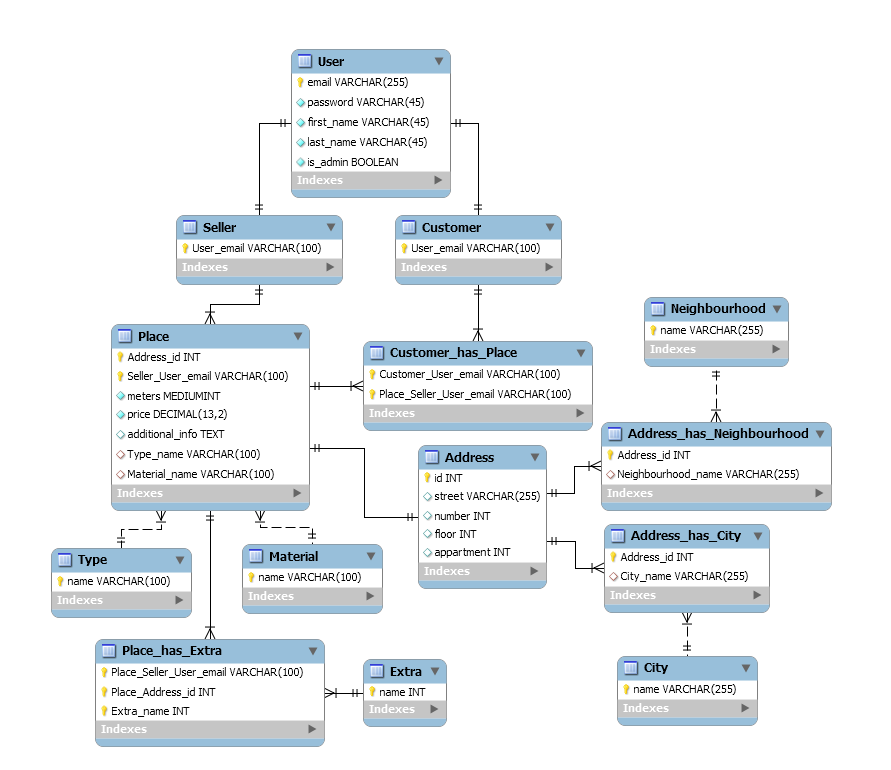 User
email VARCHAR(255)
password VARCHAR(45)
first_name VARCHAR(45)
last_name VARCHAR(45)
is_admin BOOLEAN
Indexes
Seller
User_email VARCHAR(100)
Indexes
Customer
User_email VARCHAR(100)
Indexes
Place
Address_id INT
Seller_User_email VARCHAR(100)
meters MEDIUMINT
price DECIMAL(13,2)
additional_info TEXT
Type_name VARCHAR(100)
Material_name VARCHAR(100)
Indexes
Customer_has_Place
Customer_User_email VARCHAR(100)
Place_Seller_User_email VARCHAR(100)
Indexes
Neighbourhood
name VARCHAR(255)
Indexes
Address_has_Neighbourhood
Address_id INT
Neighbourhood_name VARCHAR(255)
Indexes
Address
id INT
street VARCHAR(255)
number INT
floor INT
appartment INT
Indexes
Address_has_City
Address_id INT
City_name VARCHAR(255)
Indexes
Type
name VARCHAR(100)
Indexes
Material
name VARCHAR(100)
Indexes
Place_has_Extra
Place_Seller_User_email VARCHAR(100)
Place_Address_id INT
Extra_name INT
Indexes
Extra
name INT
Indexes
City
name VARCHAR(255)
Indexes